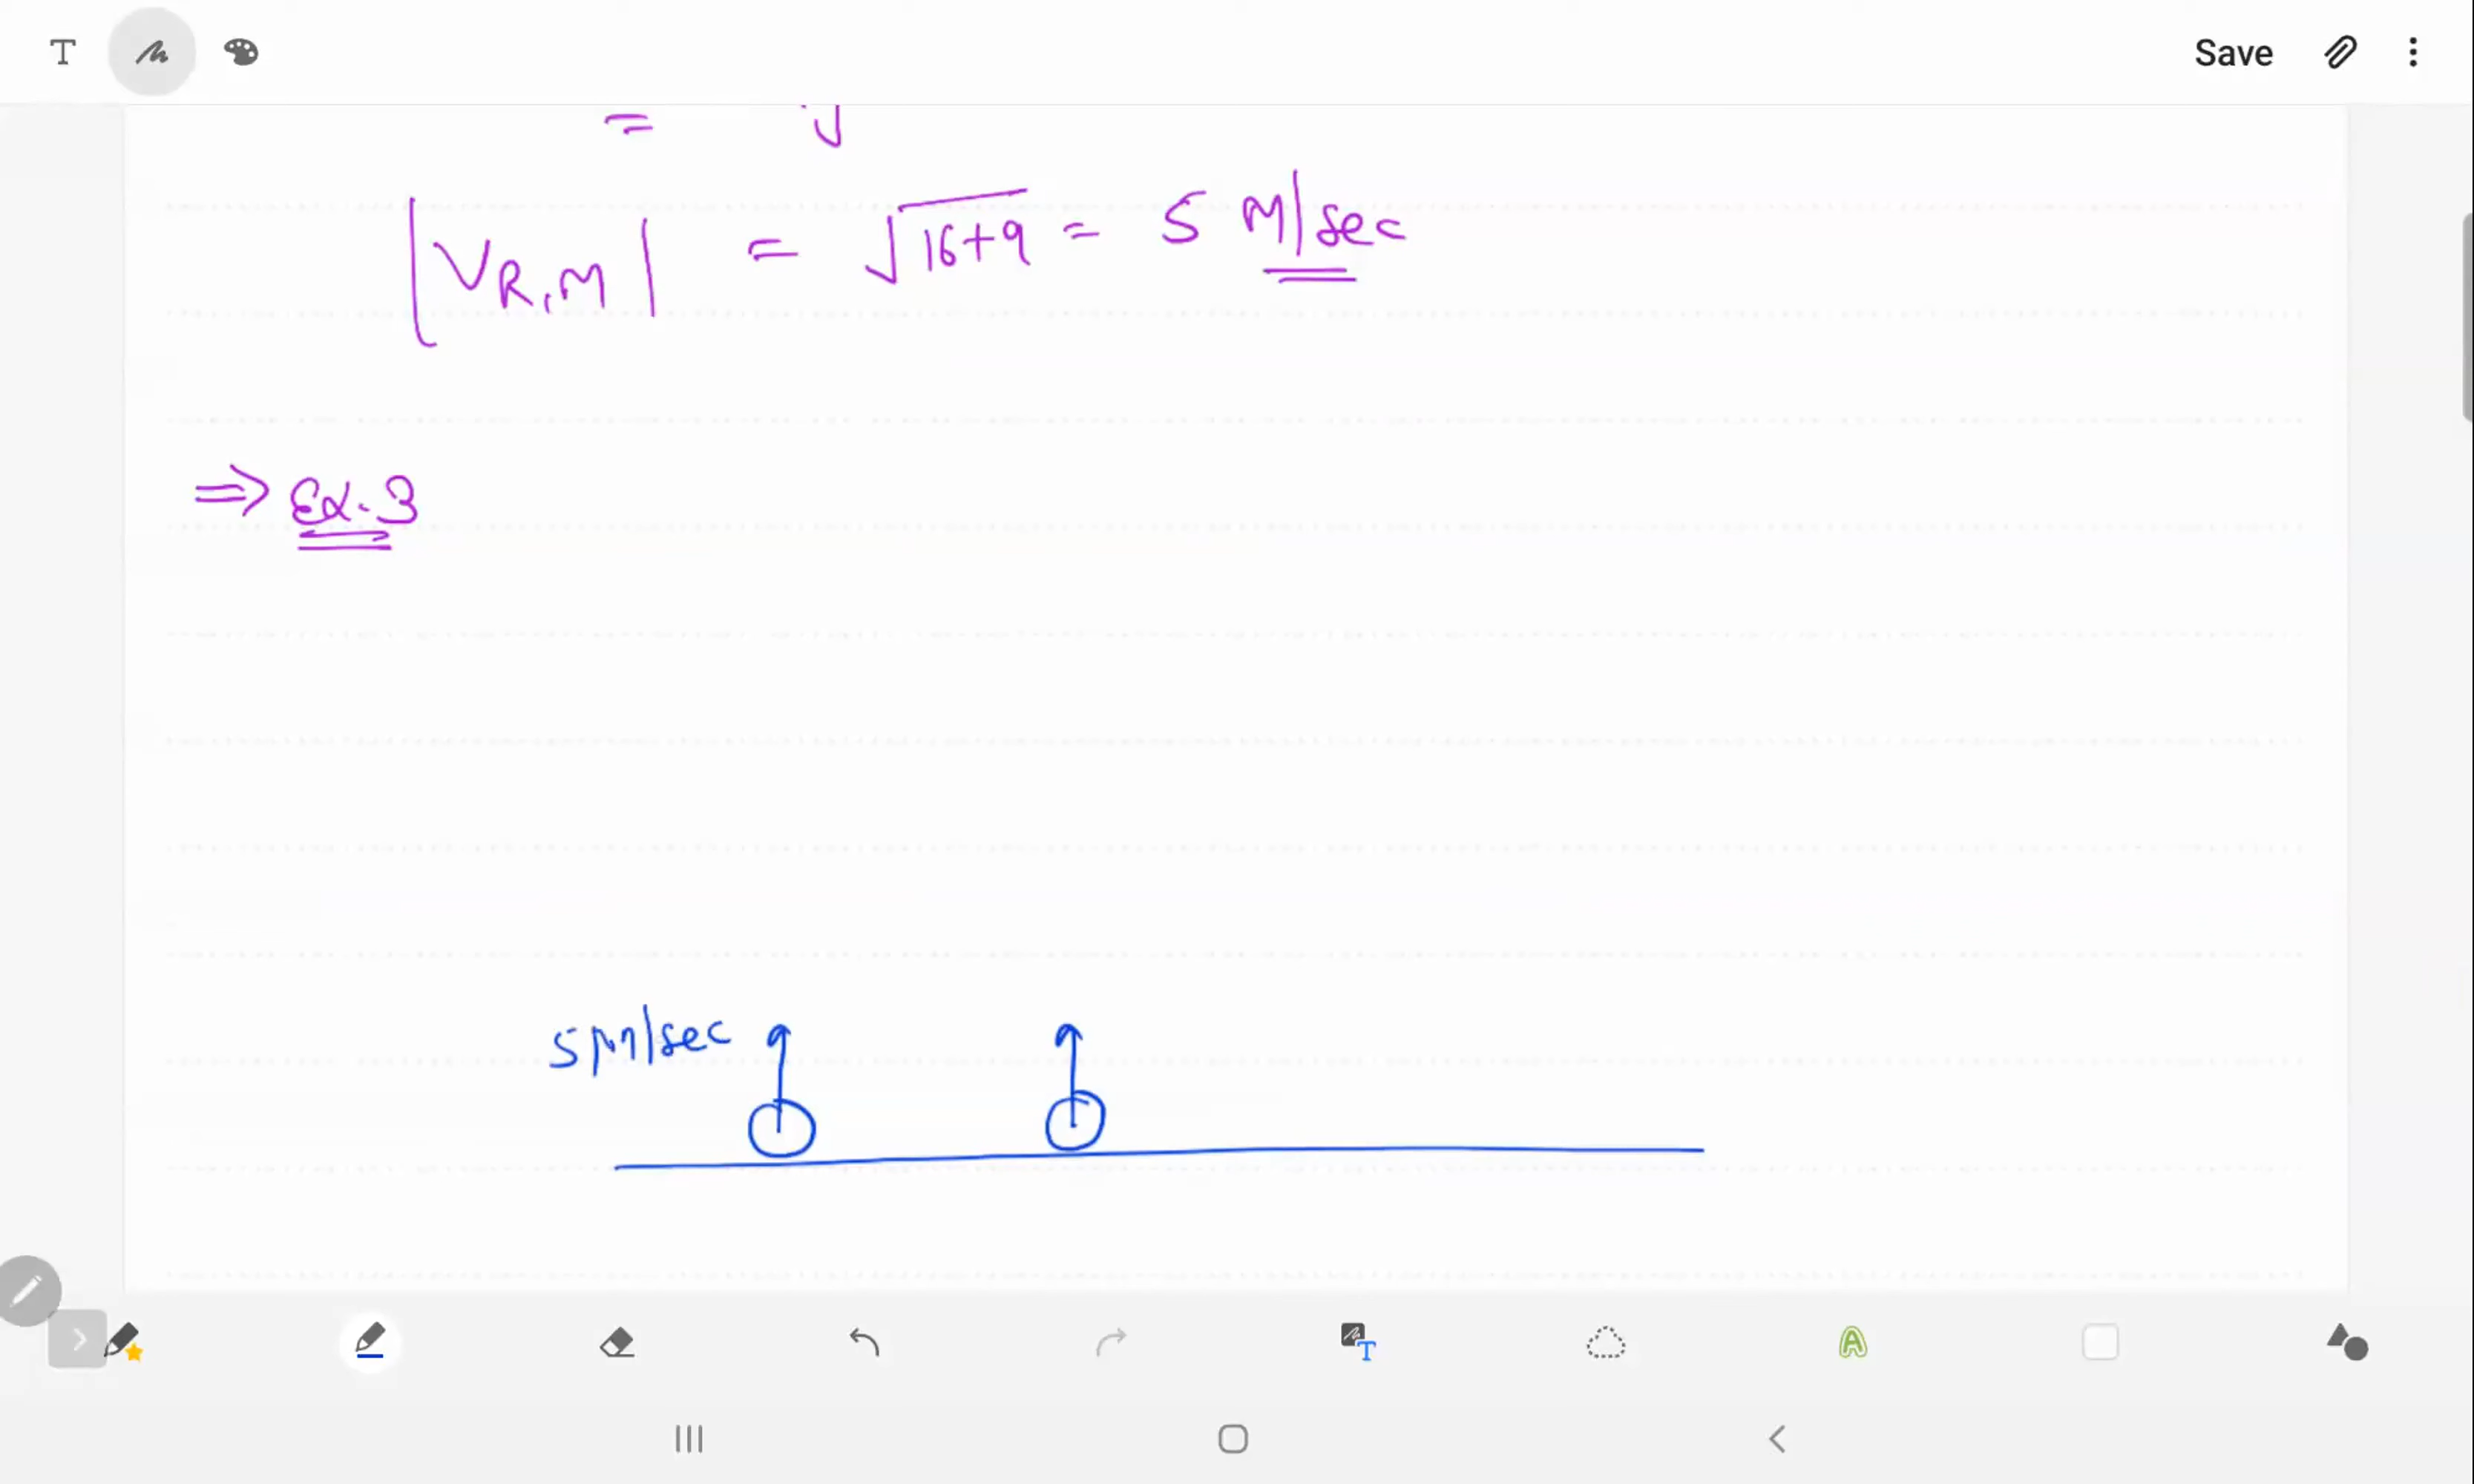 Save
|V_R,M| = √16+9 = 5 M/sec
⇒ Ex. 3
5 m/sec